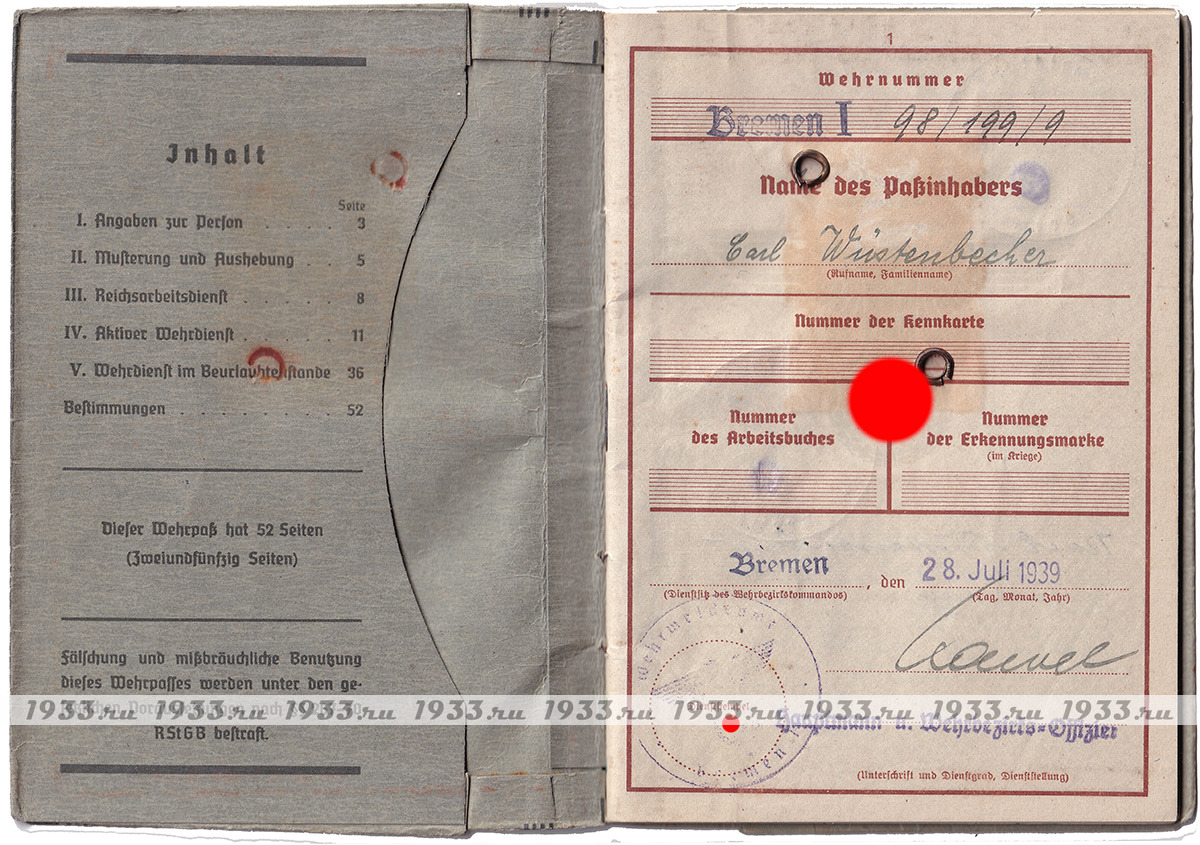 Inhalt
Seite
I. Angaben zur Person . . . . . 3
II. Musterung und Aushebung . . 5
III. Reichsarbeitsdienst . . . . . . 8
IV. Aktiver Wehrdienst . . . . . . 11
V. Wehrdienst im Beurlaubtenstande 36
Bestimmungen . . . . . . . . . . 52
Dieser Wehrpaß hat 52 Seiten
(Zweiundfünfzig Seiten)
Fälschung und mißbräuchliche Benutzung
dieses Wehrpasses werden unter den ge-
RStGB bestraft.
1
Wehrnummer
Bremen I 98/199/9
Name des Paßinhabers
Carl Wüstenbecher
(Rufname, Familienname)
Nummer der Kennkarte
Nummer
des Arbeitsbuches
Nummer
der Erkennungsmarke
(im Kriege)
Bremen, den 28. Juli 1939
(Dienstsitz des Wehrbezirkskommandos)
(Tag, Monat, Jahr)
Wehrmeldeamt
Bremen I
Dienstsiegel
Hauptmann u. Wehrbezirks-Offizier
(Unterschrift und Dienstgrad, Dienststellung)
1933.ru 1933.ru 1933.ru 1933.ru 1933.ru 1933.ru 1933.ru 1933.ru 1933.ru